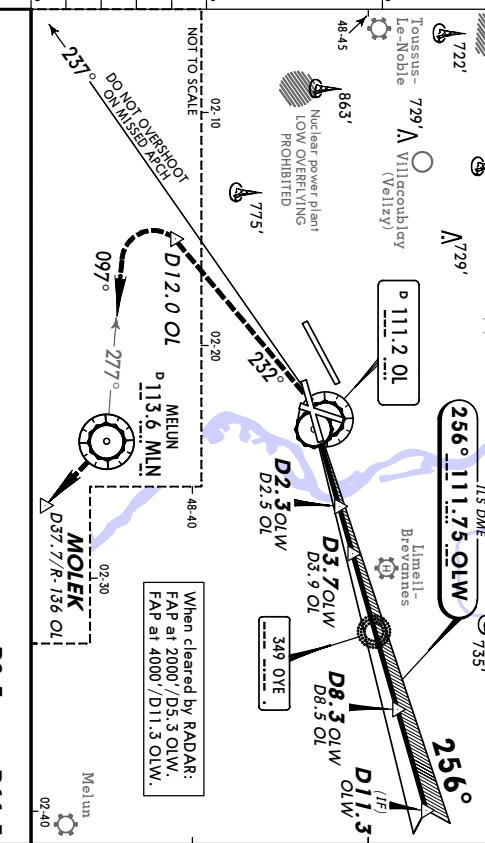 48-45
Toussus-
Le-Noble
722'
729'
Villacoublay
(Velizy)
729'
863'
Nuclear power plant
LOW OVERFLYING
PROHIBITED
775'
NOT TO SCALE
02-10
237°
DO NOT OVERSHOOT
ON MISSED APCH
D12.0 OL
097°
277°
232°
02-20
D 111.2 OL
MELUN
D 113.6 MLN
ILS DME
256° 111.75 OLW
735'
48-40
MOLEK
D37.7/R-136 OL
02-30
D2.3 OLW
D2.5 OL
D3.7 OLW
D3.9 OL
Limeil-
Brevannes
H
349 OYE
D8.3 OLW
D8.5 OL
(IF)
D11.3
OLW
256°
When cleared by RADAR:
FAP at 2000'/D5.3 OLW.
FAP at 4000'/D11.3 OLW.
Melun
02-40